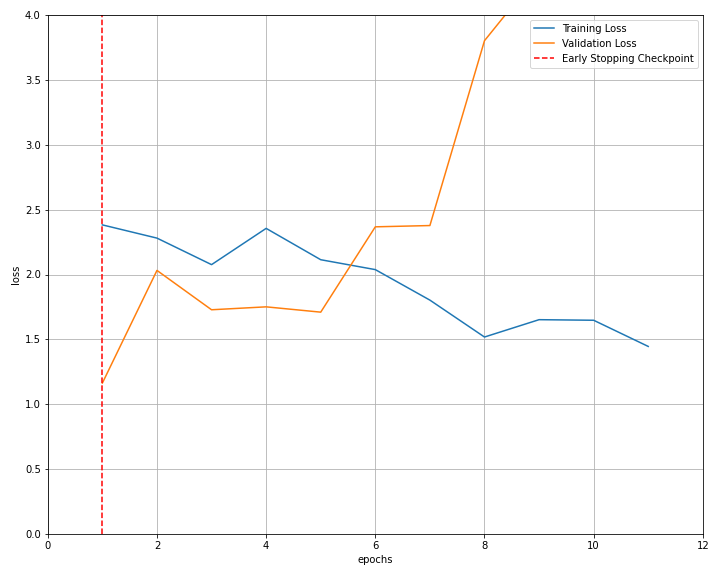 4.0
3.5
3.0
2.5
2.0
1.5
1.0
0.5
0.0
loss
0 2 4 6 8 10 12
epochs
Training Loss
Validation Loss
Early Stopping Checkpoint